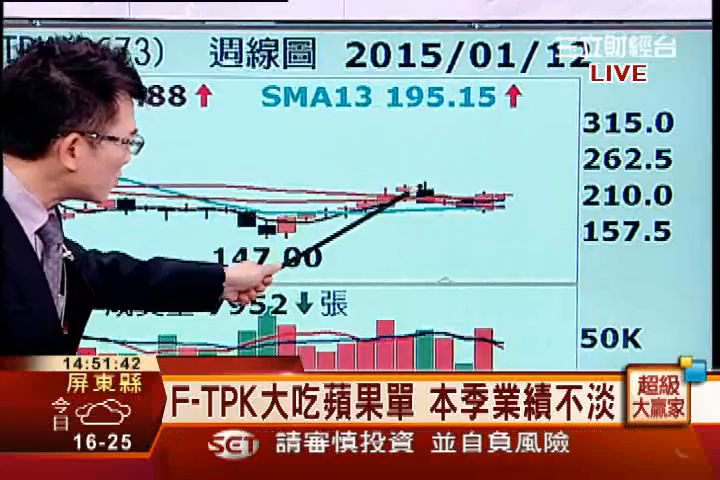 週線圖 2015/01/12
三立財經台
LIVE
88↑ SMA13 195.15↑
315.0
262.5
210.0
157.5
147.00
7952↓張
50K
14:51:42
屏東縣
今日
16-25
F-TPK大吃蘋果單 本季業績不淡
超級大贏家
SET 請審慎投資 並自負風險